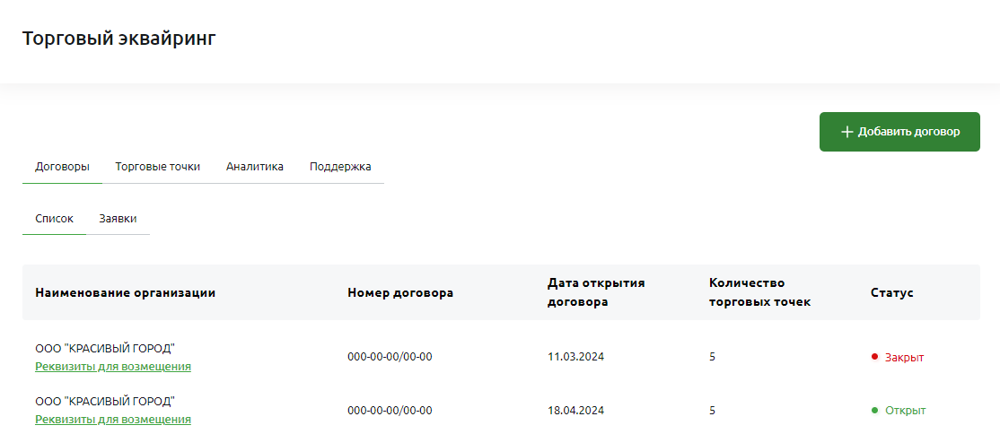 Торговый эквайринг
Добавить договор
Договоры Торговые точки Аналитика Поддержка
Список Заявки
Наименование организации Номер договора Дата открытия договора Количество торговых точек Статус
ООО "КРАСИВЫЙ ГОРОД"
Реквизиты для возмещения
000-00-00/00-00 11.03.2024 5 Закрыт
ООО "КРАСИВЫЙ ГОРОД"
Реквизиты для возмещения
000-00-00/00-00 18.04.2024 5 Открыт